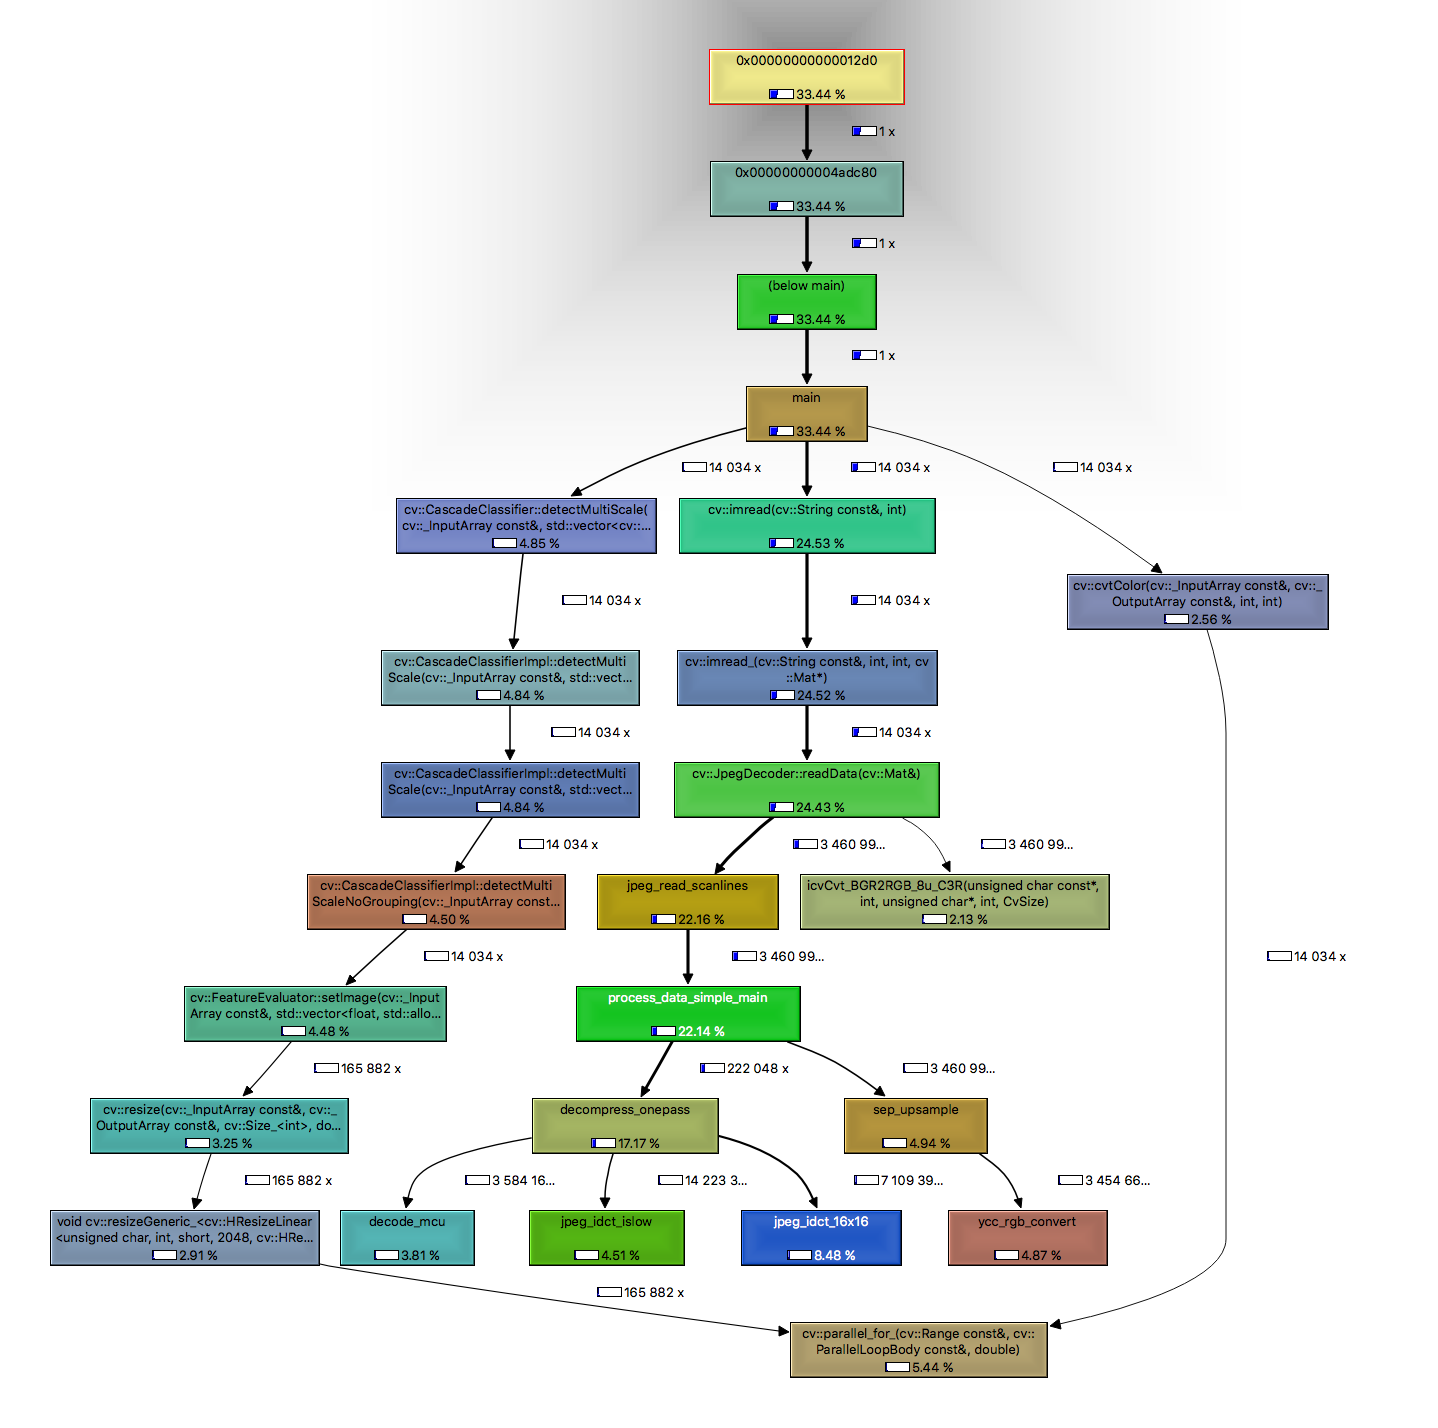 0x00000000000012d0
33.44 %
1 x
0x00000000004adc80
33.44 %
1 x
(below main)
33.44 %
1 x
main
33.44 %
14 034 x
14 034 x
14 034 x
cv::CascadeClassifier::detectMultiScale(
cv::_InputArray const&, std::vector<cv::...
4.85 %
cv::imread(cv::String const&, int)
24.53 %
cv::cvtColor(cv::_InputArray const&, cv::_
OutputArray const&, int, int)
2.56 %
14 034 x
14 034 x
cv::CascadeClassifierImpl::detectMulti
Scale(cv::_InputArray const&, std::vect...
4.84 %
cv::imread_(cv::String const&, int, int, cv
::Mat*)
24.52 %
14 034 x
14 034 x
cv::CascadeClassifierImpl::detectMulti
Scale(cv::_InputArray const&, std::vect...
4.84 %
cv::JpegDecoder::readData(cv::Mat&)
24.43 %
14 034 x
3 460 99...
3 460 99...
cv::CascadeClassifierImpl::detectMulti
ScaleNoGrouping(cv::_InputArray const...
4.50 %
jpeg_read_scanlines
22.16 %
icvCvt_BGR2RGB_8u_C3R(unsigned char const*,
int, unsigned char*, int, CvSize)
2.13 %
14 034 x
3 460 99...
14 034 x
cv::FeatureEvaluator::setImage(cv::_Input
Array const&, std::vector<float, std::allo...
4.48 %
process_data_simple_main
22.14 %
165 882 x
222 048 x
3 460 99...
cv::resize(cv::_InputArray const&, cv::_
OutputArray const&, cv::Size_<int>, do...
3.25 %
decompress_onepass
17.17 %
sep_upsample
4.94 %
165 882 x
3 584 16...
14 223 3...
7 109 39...
3 454 66...
void cv::resizeGeneric_<cv::HResizeLinear
<unsigned char, int, short, 2048, cv::HRe...
2.91 %
decode_mcu
3.81 %
jpeg_idct_islow
4.51 %
jpeg_idct_16x16
8.48 %
ycc_rgb_convert
4.87 %
165 882 x
cv::parallel_for_(cv::Range const&, cv::
ParallelLoopBody const&, double)
5.44 %